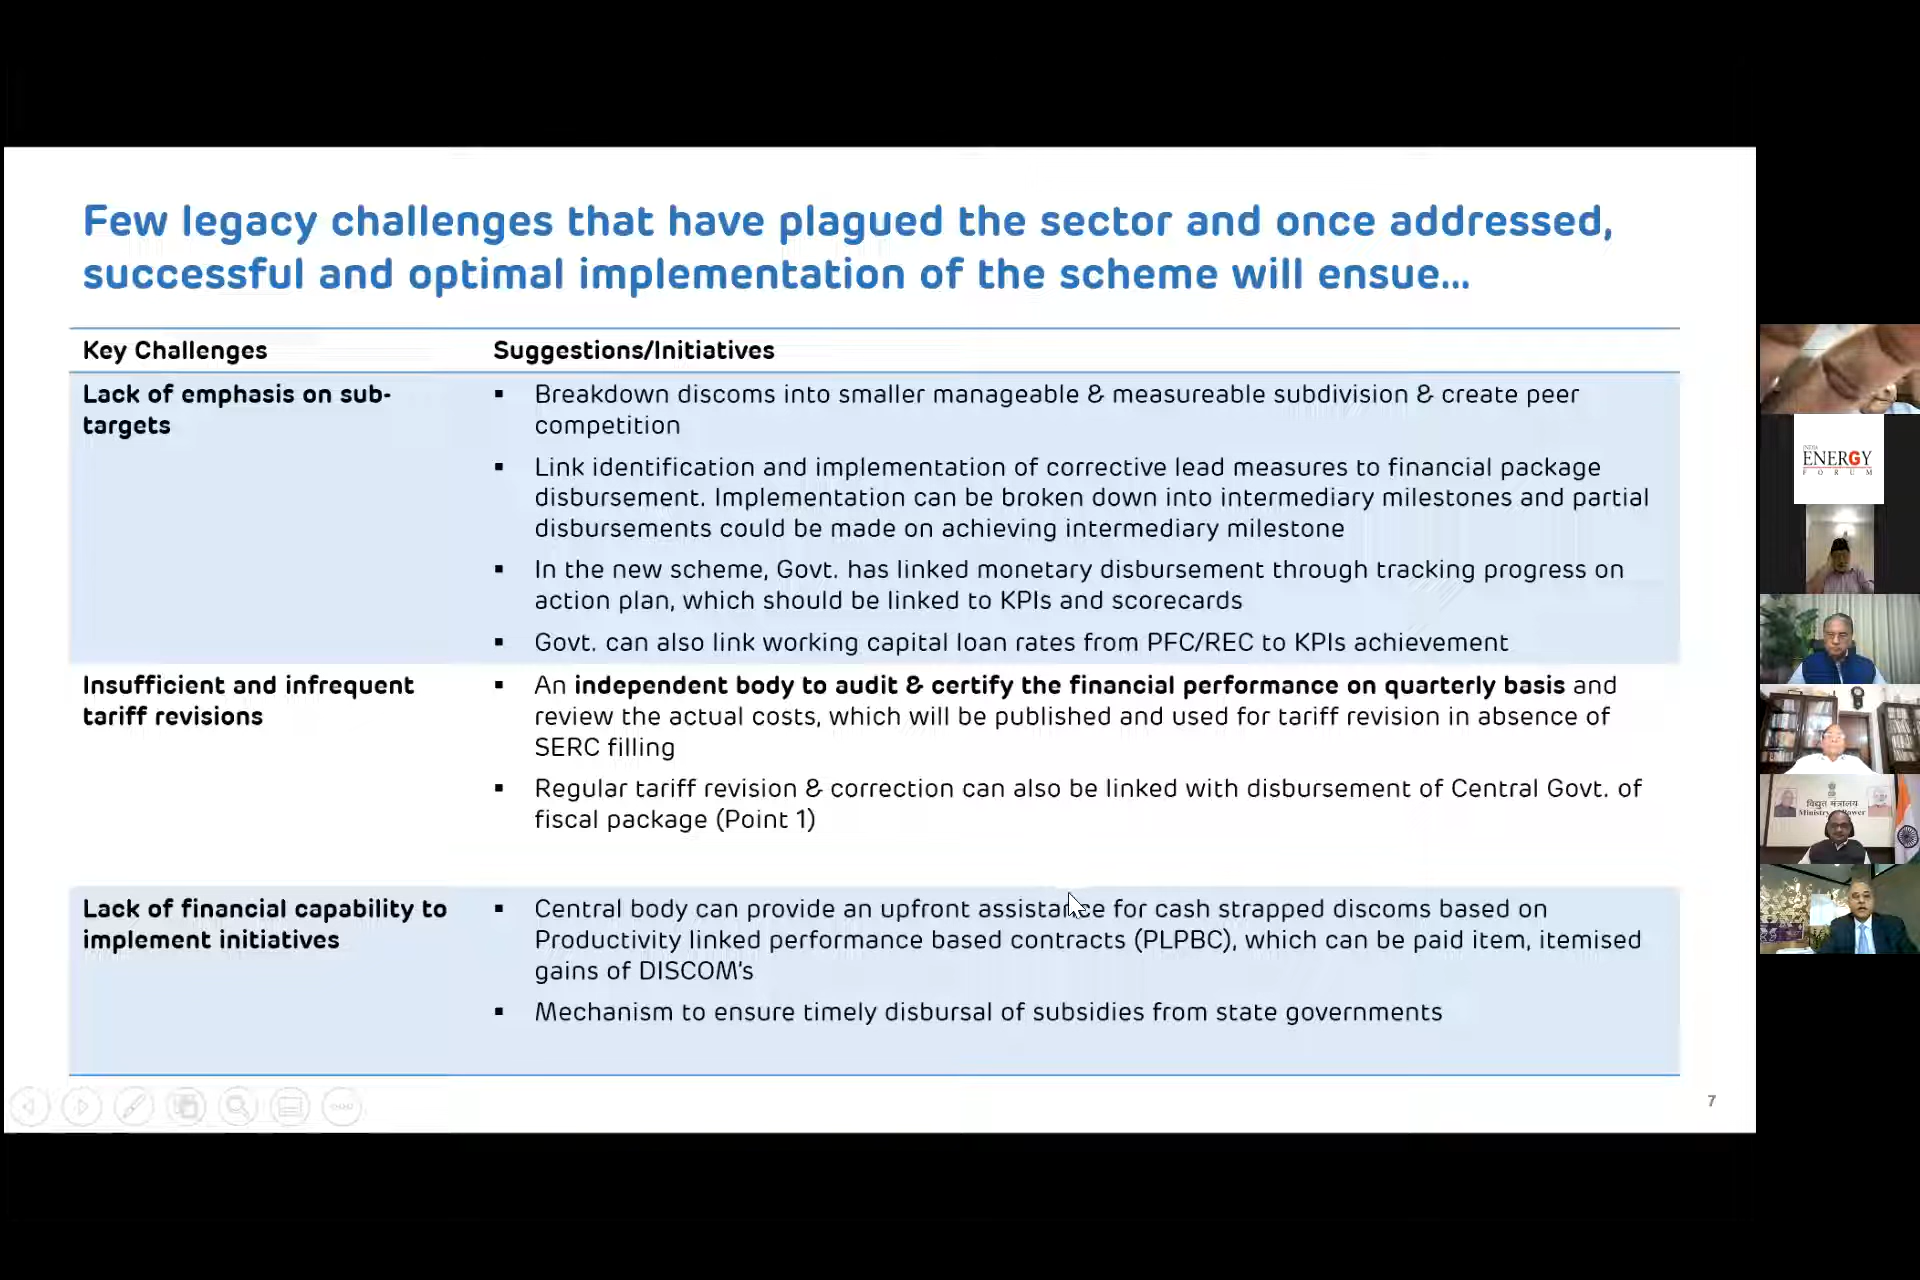 Few legacy challenges that have plagued the sector and once addressed,
successful and optimal implementation of the scheme will ensue...
Key Challenges
Suggestions/Initiatives
Lack of emphasis on sub-
targets
▪ Breakdown discoms into smaller manageable & measureable subdivision & create peer
competition
▪ Link identification and implementation of corrective lead measures to financial package
disbursement. Implementation can be broken down into intermediary milestones and partial
disbursements could be made on achieving intermediary milestone
▪ In the new scheme, Govt. has linked monetary disbursement through tracking progress on
action plan, which should be linked to KPIs and scorecards
▪ Govt. can also link working capital loan rates from PFC/REC to KPIs achievement
Insufficient and infrequent
tariff revisions
▪ An independent body to audit & certify the financial performance on quarterly basis and
review the actual costs, which will be published and used for tariff revision in absence of
SERC filling
▪ Regular tariff revision & correction can also be linked with disbursement of Central Govt. of
fiscal package (Point 1)
Lack of financial capability to
implement initiatives
▪ Central body can provide an upfront assistance for cash strapped discoms based on
Productivity linked performance based contracts (PLPBC), which can be paid item, itemised
gains of DISCOM's
▪ Mechanism to ensure timely disbursal of subsidies from state governments
7
INDIA
ENERGY
FORUM
विद्युत मंत्रालय
Ministry of Power